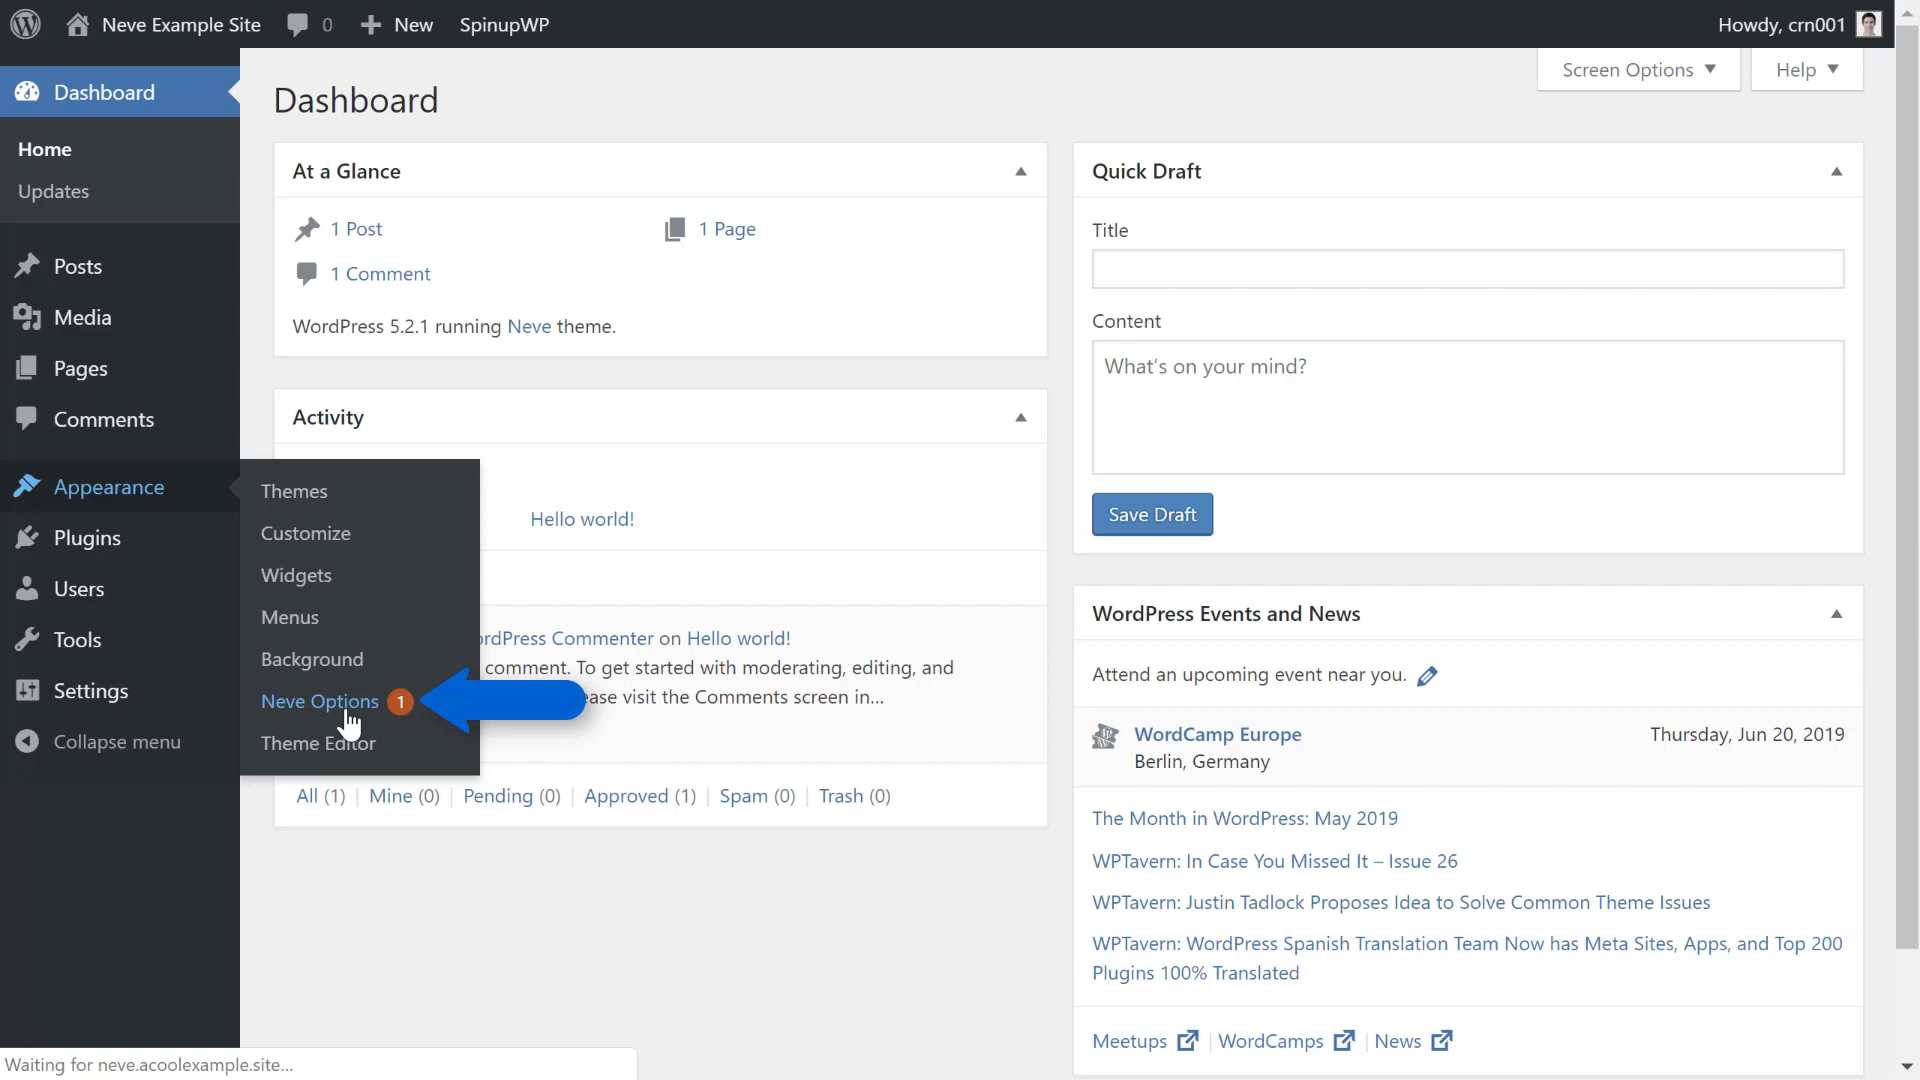 Neve Example Site 0 New SpinupWP Howdy, crn001
Screen Options Help
Dashboard
Home
Updates
Posts
Media
Pages
Comments
Appearance
Plugins
Users
Tools
Settings
Collapse menu
Themes
Customize
Widgets
Menus
Background
Neve Options 1
Theme Editor
Dashboard
At a Glance
1 Post 1 Page
1 Comment
WordPress 5.2.1 running Neve theme.
Activity
Hello world!
Commenter on Hello world!
comment. To get started with moderating, editing, and
visit the Comments screen in...
All (1) | Mine (0) | Pending (0) | Approved (1) | Spam (0) | Trash (0)
Quick Draft
Title
Content
What's on your mind?
Save Draft
WordPress Events and News
Attend an upcoming event near you.
WordCamp Europe Thursday, Jun 20, 2019
Berlin, Germany
The Month in WordPress: May 2019
WPTavern: In Case You Missed It – Issue 26
WPTavern: Justin Tadlock Proposes Idea to Solve Common Theme Issues
WPTavern: WordPress Spanish Translation Team Now has Meta Sites, Apps, and Top 200
Plugins 100% Translated
Meetups | WordCamps | News
Waiting for neve.acoolexample.site...